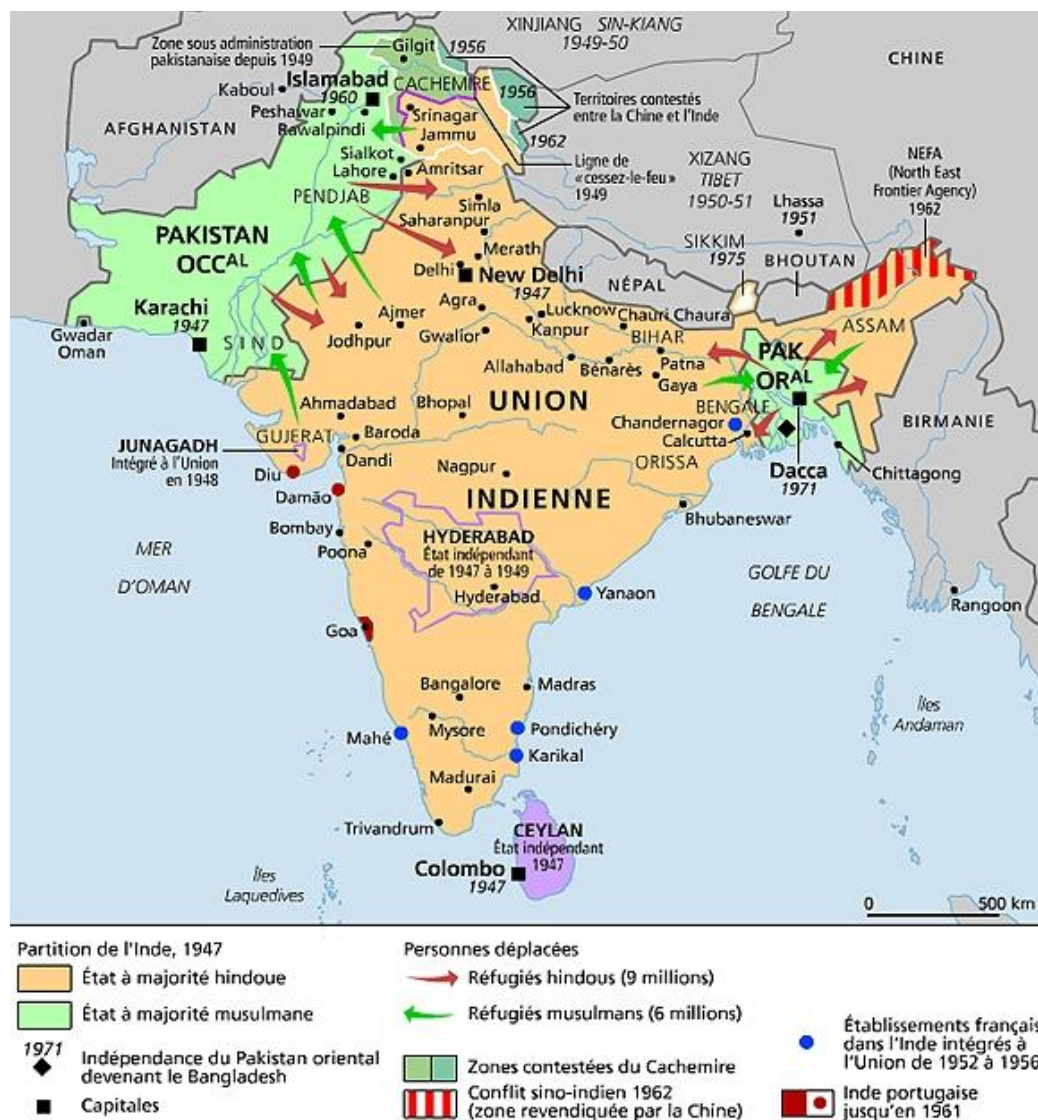 XINJIANG SIN-KIANG
1949-50
CHINE
Zone sous administration
pakistanaise depuis 1949
Gilgit
1956
CACHEMIRE
Islamabad
1960
Kaboul
Peshawar
Rawalpindi
AFGHANISTAN
Srinagar
Jammu
1956
1962
Territoires contestés
entre la Chine et l'Inde
Ligne de
«cessez-le-feu»
1949
XIZANG
TIBET
1950-51
Lhassa
1951
NEFA
(North East
Frontier Agency)
1962
Sialkot
Lahore
Amritsar
PENDJAB
Simla
Saharanpur
Merath
Delhi
New Delhi
1947
PAKISTAN
OCCAL
Karachi
1947
Gwadar
Oman
SIND
SIKKIM
1975
BHOUTAN
NÉPAL
Agra
Lucknow
Chauri Chaura
Ajmer
Jodhpur
Gwalior
Kanpur
BIHAR
Patna
Allahabad
Bénarès
Gaya
ASSAM
PAK
ORAL
BENGALE
BIRMANIE
Ahmadabad
Bhopal
UNION
Chandernagor
Calcutta
GUJERAT
Baroda
JUNAGADH
Intégré à l'Union
en 1948
Dandi
Nagpur
ORISSA
Dacca
1971
Chittagong
Diu
Damão
INDIENNE
Bhubaneswar
Bombay
Poona
HYDERABAD
État indépendant
de 1947 à 1949
Hyderabad
MER
D'OMAN
GOLFE DU
BENGALE
Yanaon
Rangoon
Goa
Bangalore
Madras
Mysore
Mahé
Pondichéry
Karikal
Îles
Andaman
Madurai
Trivandrum
CEYLAN
État indépendant
1947
Colombo
1947
Îles
Laquedives
0 500 km
Partition de l'Inde, 1947
État à majorité hindoue
État à majorité musulmane
1971
Indépendance du Pakistan oriental
devenant le Bangladesh
Capitales
Personnes déplacées
Réfugiés hindous (9 millions)
Réfugiés musulmans (6 millions)
Zones contestées du Cachemire
Conflit sino-indien 1962
(zone revendiquée par la Chine)
Établissements français
dans l'Inde intégrés à
l'Union de 1952 à 1956
Inde portugaise
jusqu'en 1961